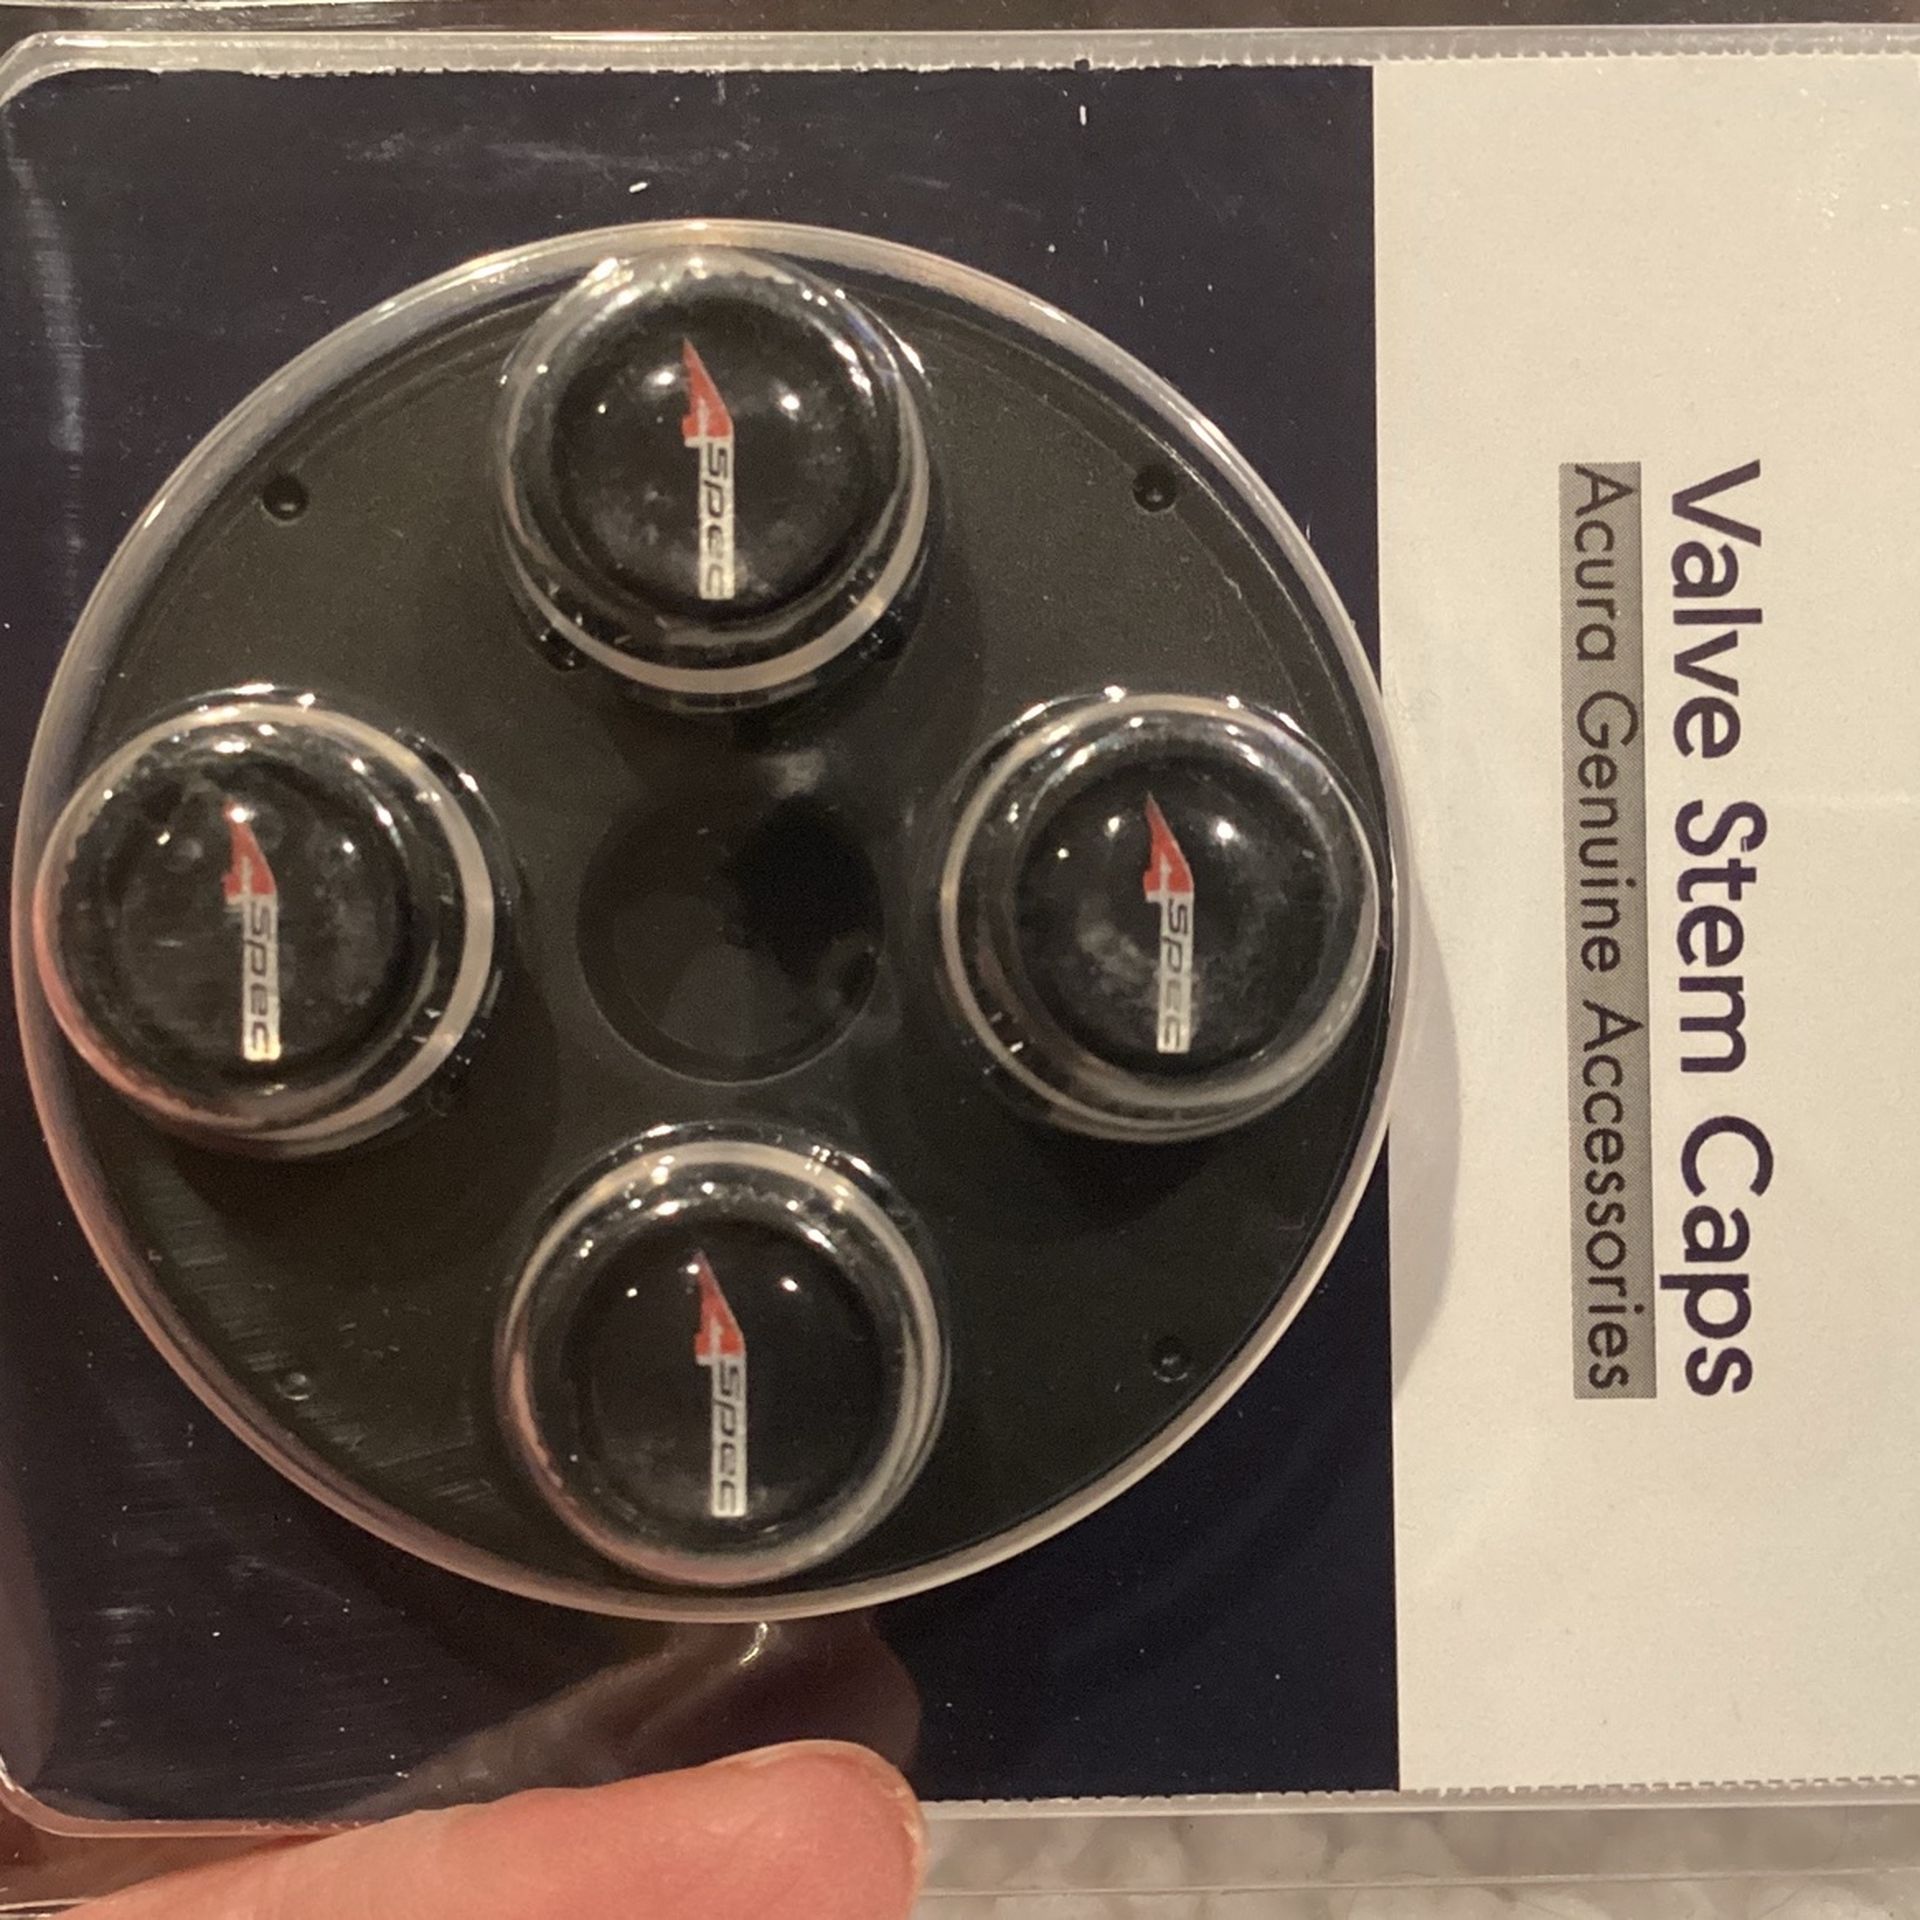 Valve Stem Caps
Acura Genuine Accessories
A Spec
A Spec
A Spec
A Spec